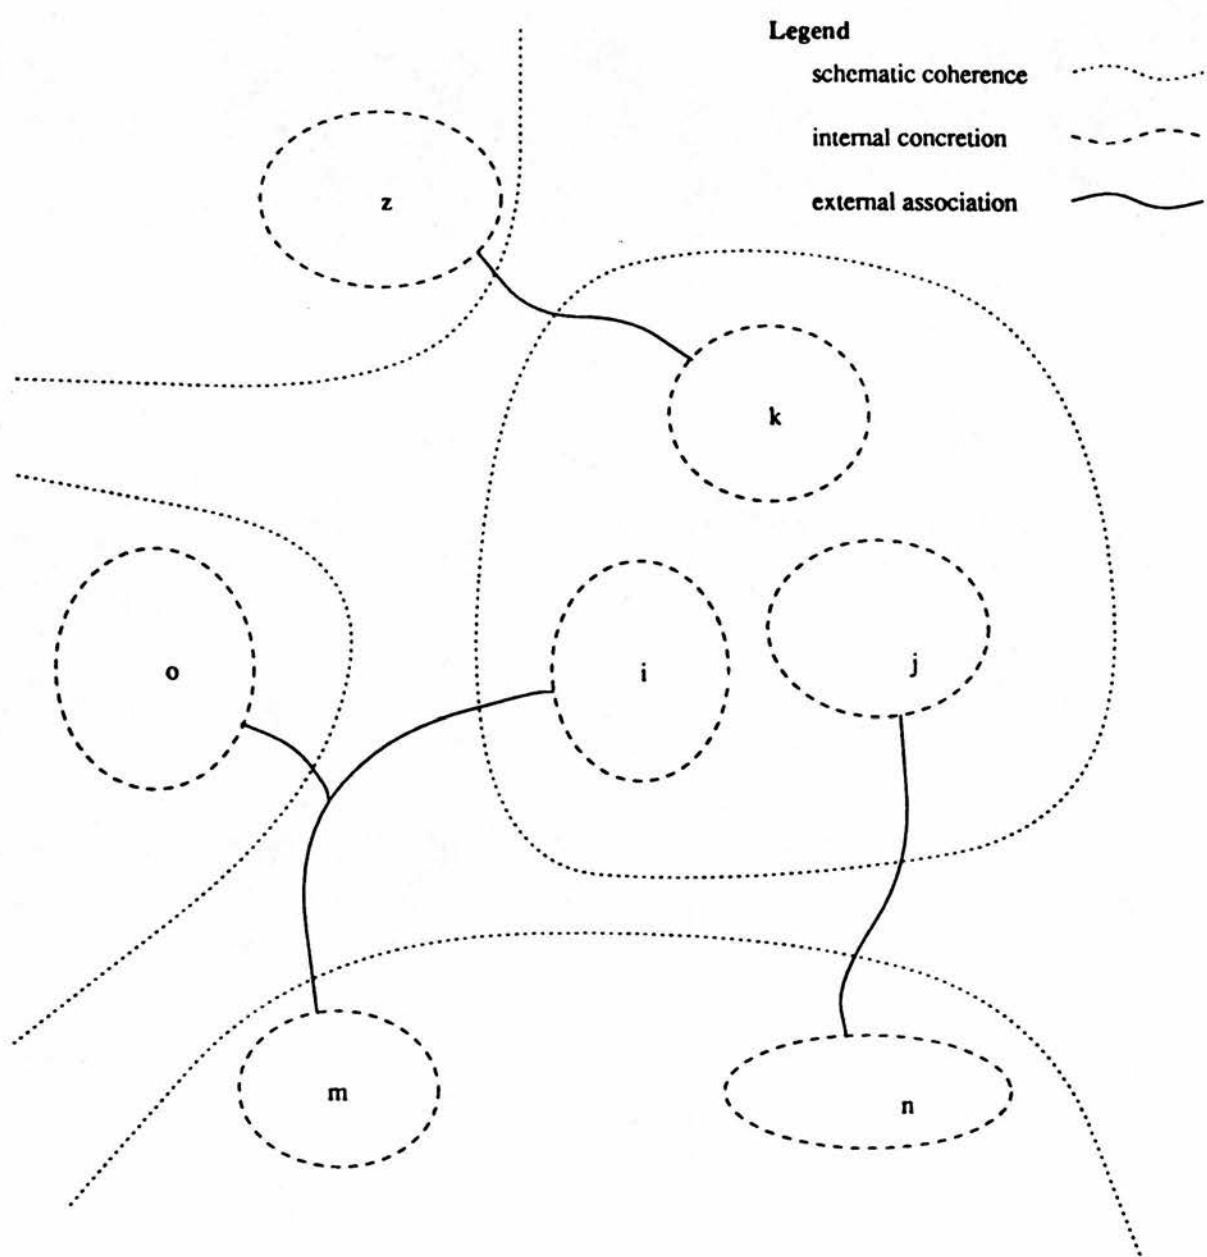 Legend
schematic coherence
internal concretion
external association
z
k
o
i
j
m
n